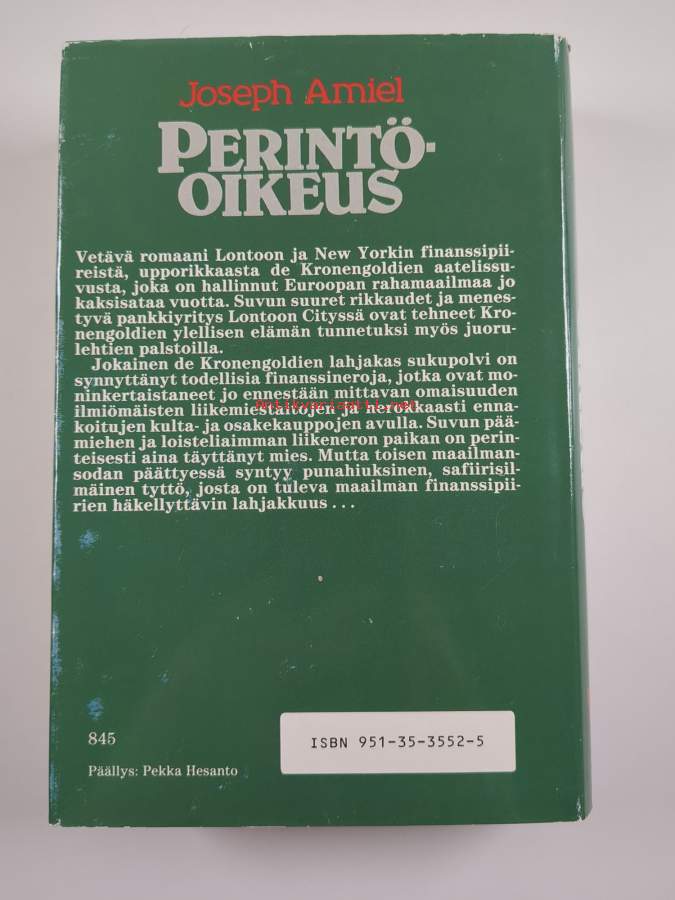 Joseph Amiel
PERINTÖ-
OIKEUS
Vetävä romaani Lontoon ja New Yorkin finanssipii-
reistä, upporikkaasta de Kronengoldien aatelissu-
vusta, joka on hallinnut Euroopan rahamaailmaa jo
kaksisataa vuotta. Suvun suuret rikkaudet ja menes-
tyvä pankkiyritys Lontoon Cityssä ovat tehneet Kro-
nengoldien ylellisen elämän tunnetuksi myös juoru-
lehtien palstoilla.
Jokainen de Kronengoldien lahjakas sukupolvi on
synnyttänyt todellisia finanssineroja, jotka ovat mo-
ninkertaistaneet jo ennestään mittavan omaisuuden
Antikvariaatti.net
ilmiömäisten liikemiestaitojen ja nerokkaasti enna-
koitujen kulta- ja osakekauppojen avulla. Suvun pää-
miehen ja loisteliaimman liikeneron paikan on perin-
teisesti aina täyttänyt mies. Mutta toisen maailman-
sodan päättyessä syntyy punahiuksinen, safiirisil-
mäinen tyttö, josta on tuleva maailman finanssipii-
rien häkellyttävin lahjakkuus . . .
845
ISBN 951-35-3552-5
Päällys: Pekka Hesanto